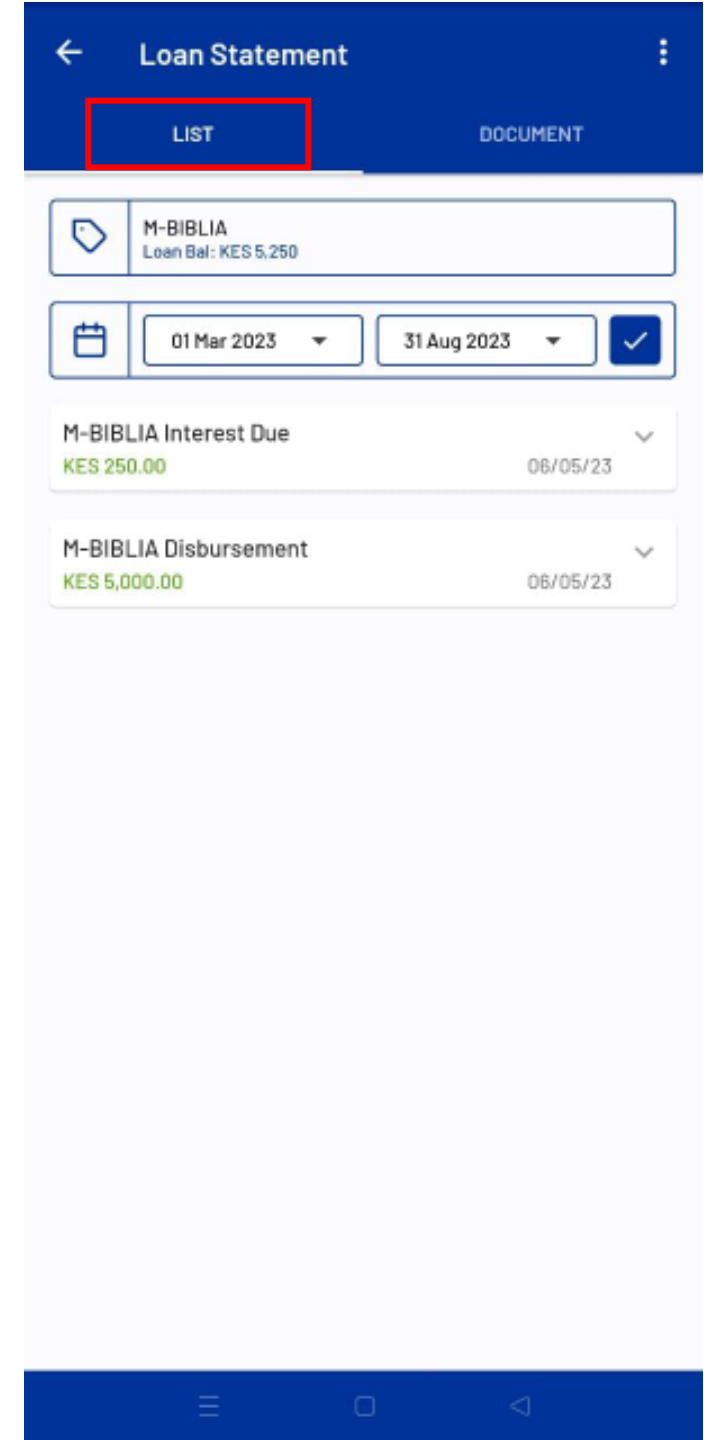 Loan Statement
LIST
DOCUMENT
M-BIBLIA
Loan Bal: KES 5,250
01 Mar 2023
31 Aug 2023
M-BIBLIA Interest Due
KES 250.00
06/05/23
M-BIBLIA Disbursement
KES 5,000.00
06/05/23